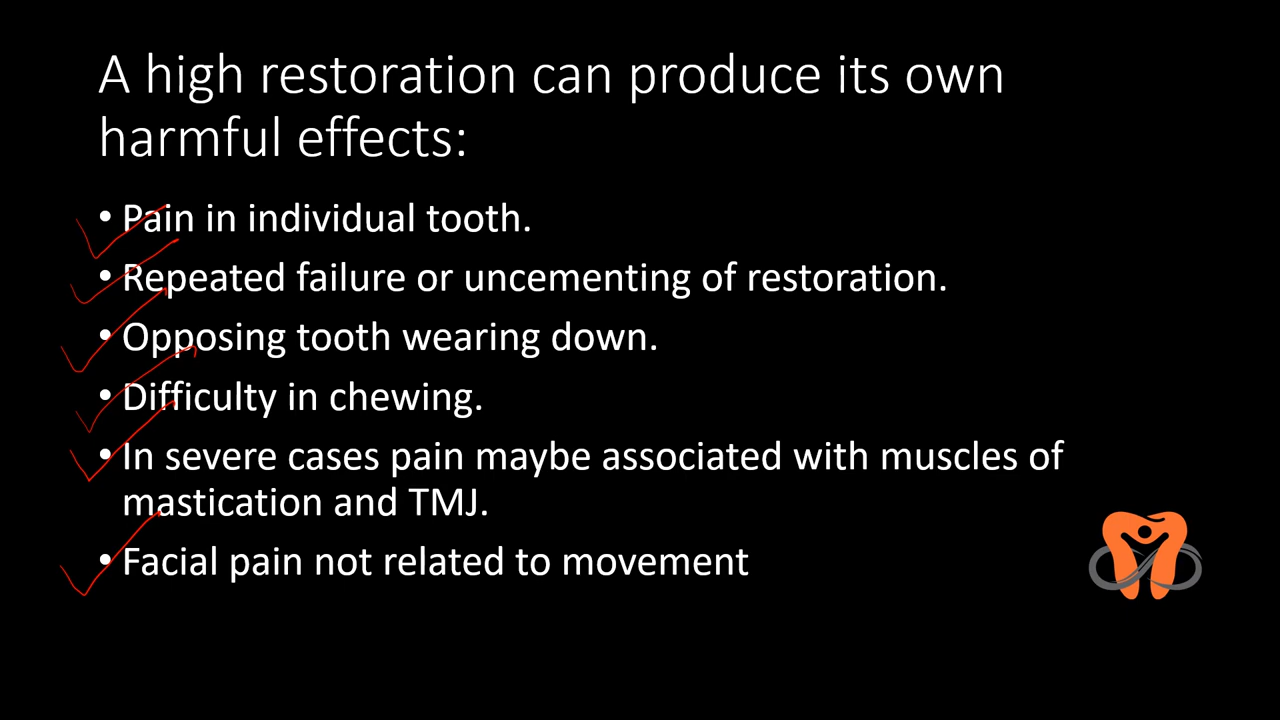 A high restoration can produce its own
harmful effects:
• Pain in individual tooth.
• Repeated failure or uncementing of restoration.
• Opposing tooth wearing down.
• Difficulty in chewing.
• In severe cases pain maybe associated with muscles of
mastication and TMJ.
• Facial pain not related to movement